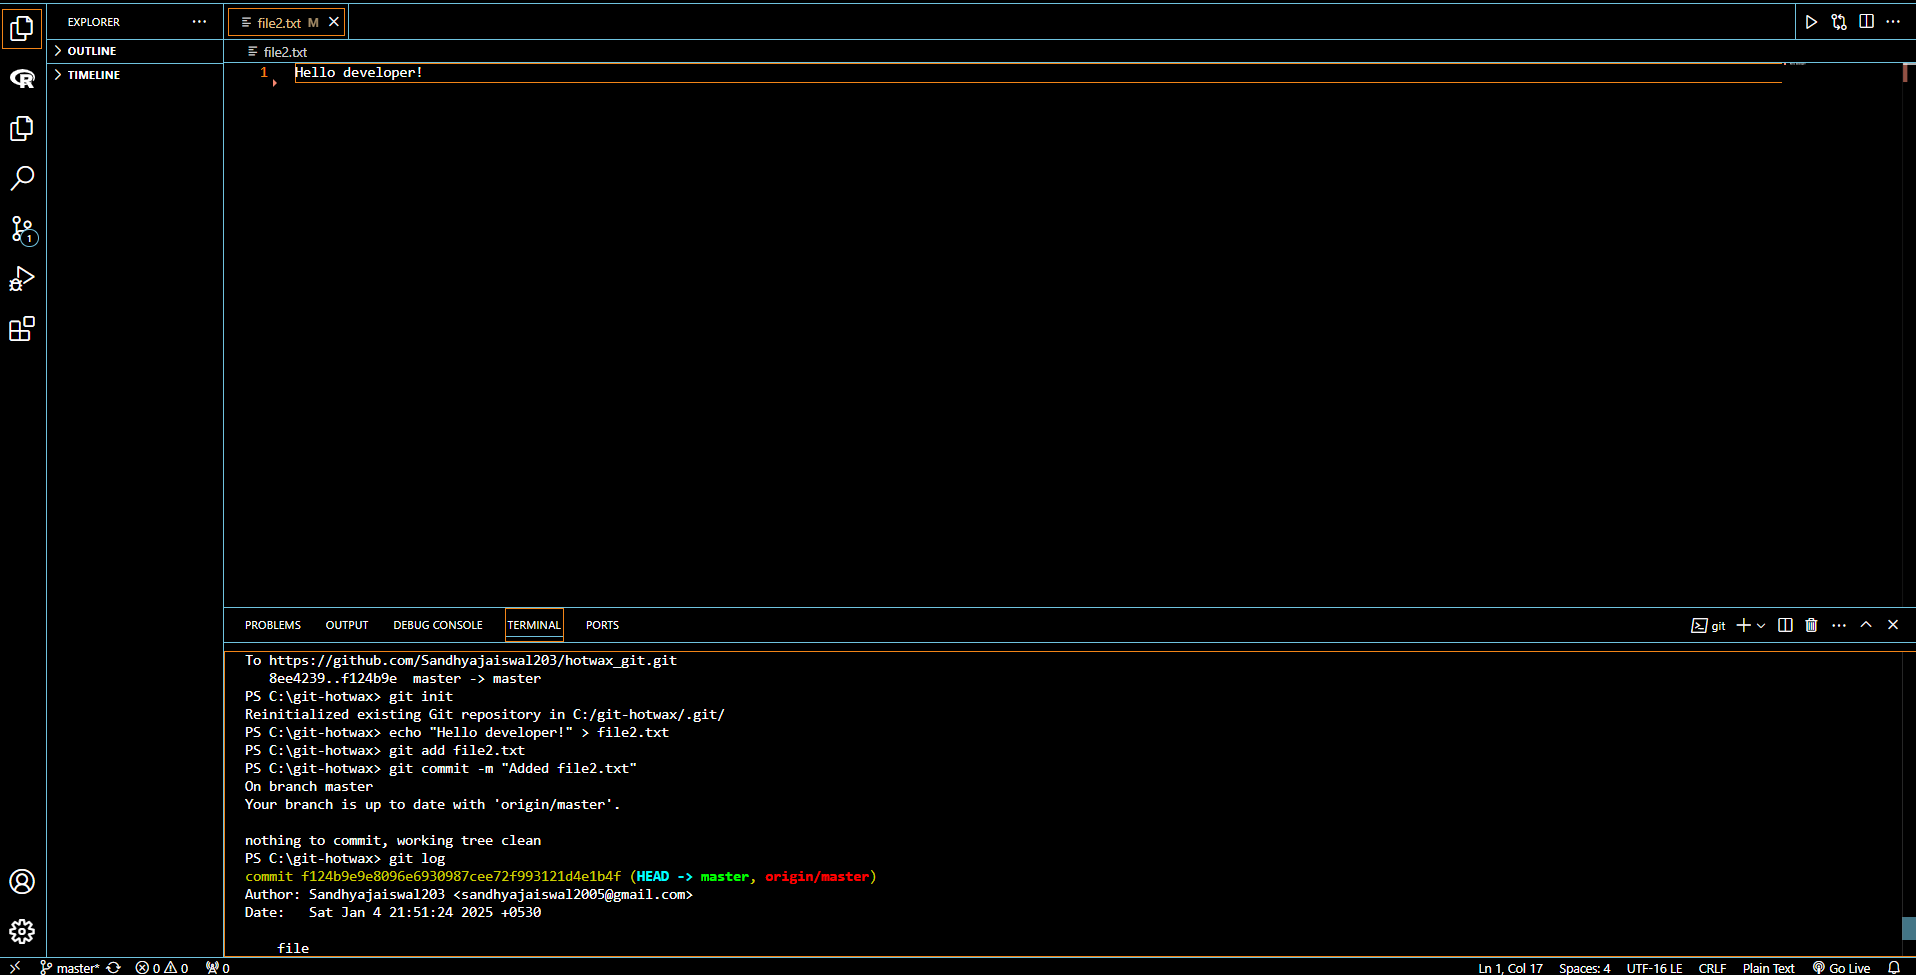 EXPLORER ···
OUTLINE
TIMELINE
1
file2.txt M
file2.txt
1 Hello developer!
PROBLEMS OUTPUT DEBUG CONSOLE TERMINAL PORTS
git
To https://github.com/Sandhyajaiswal203/hotwax_git.git
   8ee4239..f124b9e  master -> master
PS C:\git-hotwax> git init
Reinitialized existing Git repository in C:/git-hotwax/.git/
PS C:\git-hotwax> echo "Hello developer!" > file2.txt
PS C:\git-hotwax> git add file2.txt
PS C:\git-hotwax> git commit -m "Added file2.txt"
On branch master
Your branch is up to date with 'origin/master'.
nothing to commit, working tree clean
PS C:\git-hotwax> git log
commit f124b9e9e8096e6930987cee72f993121d4e1b4f (HEAD -> master, origin/master)
Author: Sandhyajaiswal203 <sandhyajaiswal2005@gmail.com>
Date:   Sat Jan 4 21:51:24 2025 +0530
    file
master* 0 0 0 Ln 1, Col 17 Spaces: 4 UTF-16 LE CRLF Plain Text Go Live